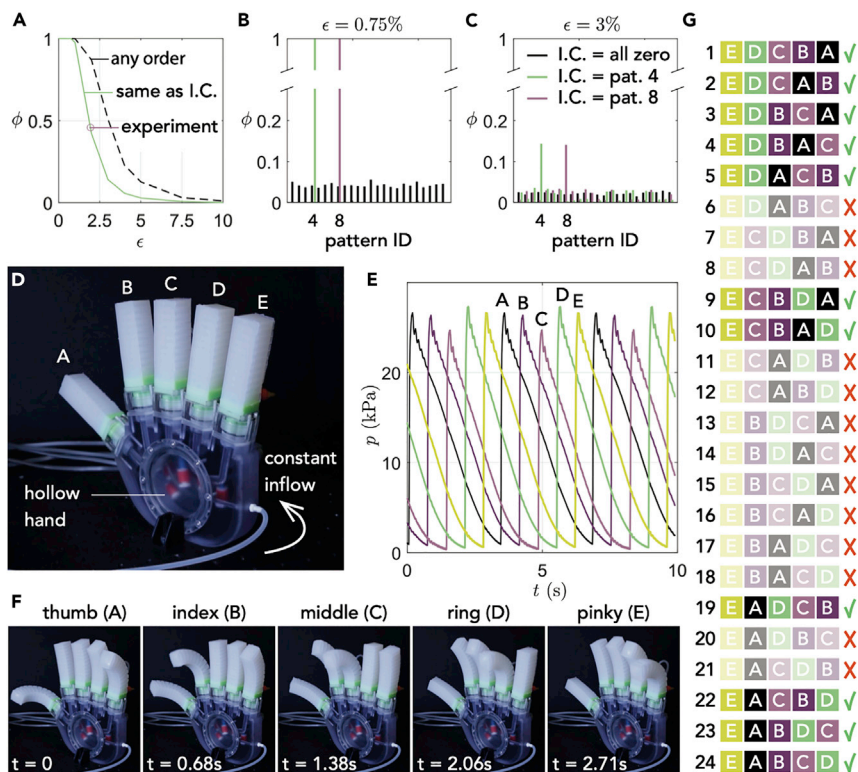 A
1
0.5
ϕ
0
0
2.5
5
7.5
10
ϵ
any order
same as I.C.
experiment
B
ϵ = 0.75%
1
ϕ
0.2
0.1
0
4
8
pattern ID
C
ϵ = 3%
1
I.C. = all zero
I.C. = pat. 4
I.C. = pat. 8
ϕ
0.2
0.1
0
4
8
pattern ID
D
A
B
C
D
E
hollow
hand
constant
inflow
E
A
B
C
D
E
p (kPa)
20
10
0
0
5
10
t (s)
F
thumb (A)
index (B)
middle (C)
ring (D)
pinky (E)
t = 0
t = 0.68s
t = 1.38s
t = 2.06s
t = 2.71s
G
1 E D C B A ✓
2 E D C A B ✓
3 E D B C A ✓
4 E D B A C ✓
5 E D A C B ✓
6 E D A B C X
7 E C D B A X
8 E C D A B X
9 E C B D A ✓
10 E C B A D ✓
11 E C A D B X
12 E C A B D X
13 E B D C A X
14 E B D A C X
15 E B C D A X
16 E B C A D X
17 E B A D C X
18 E B A C D X
19 E A D C B ✓
20 E A D B C X
21 E A C D B X
22 E A C B D ✓
23 E A B D C ✓
24 E A B C D ✓